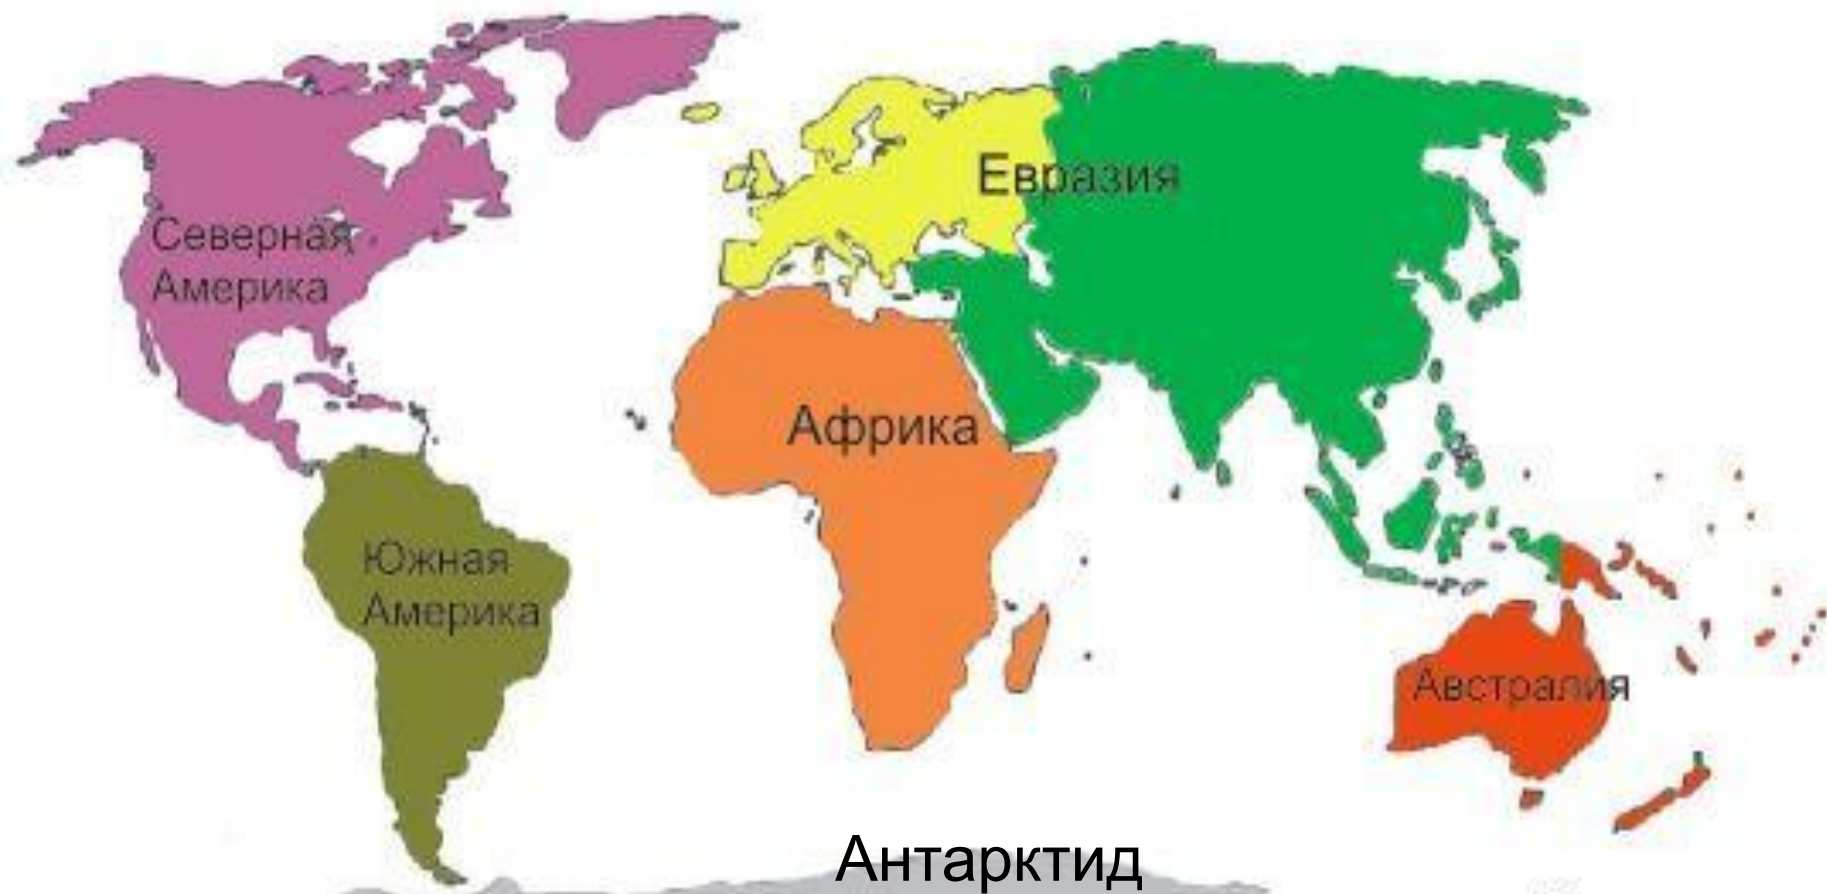 Евразия
Северная
Америка
Африка
Южная
Америка
Австралия
Антарктид